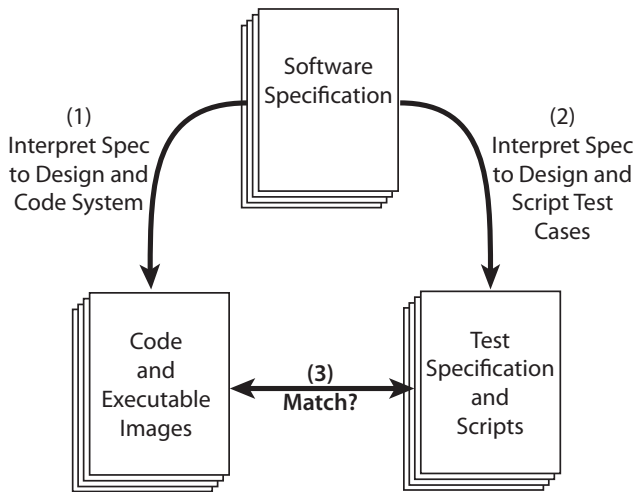 Software
Specification
(1)
Interpret Spec
to Design and
Code System
(2)
Interpret Spec
to Design and
Script Test
Cases
Code
and
Executable
Images
(3)
Match?
Test
Specification
and
Scripts